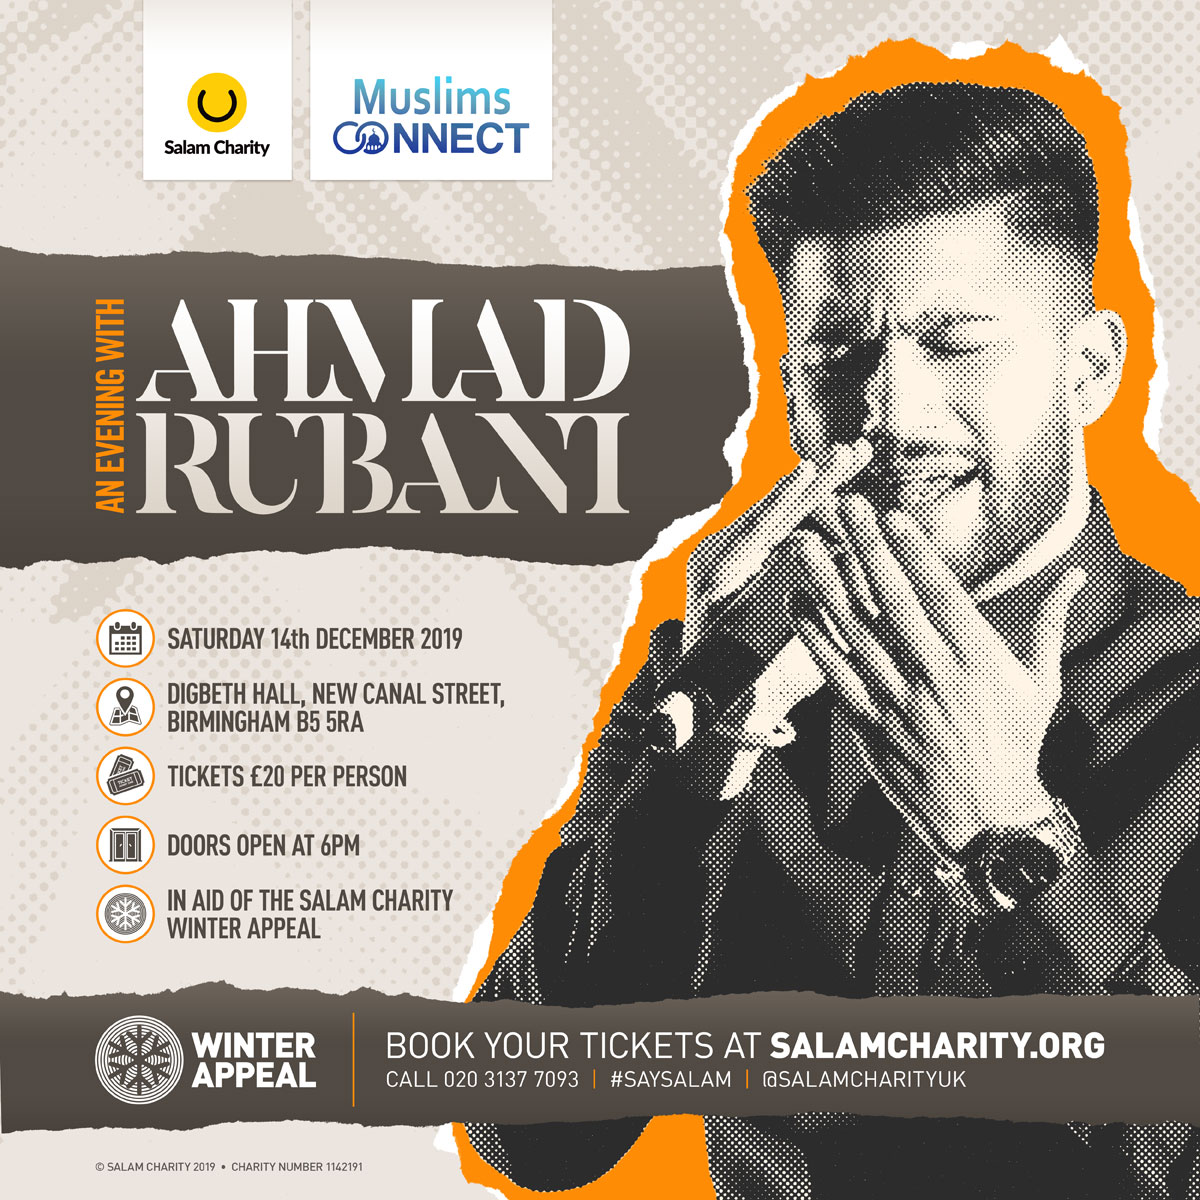 Salam Charity
Muslims
CONNECT
AN EVENING WITH
AHMAD
RUBANI
SATURDAY 14th DECEMBER 2019
DIGBETH HALL, NEW CANAL STREET,
BIRMINGHAM B5 5RA
TICKET
TICKETS £20 PER PERSON
DOORS OPEN AT 6PM
IN AID OF THE SALAM CHARITY
WINTER APPEAL
WINTER
APPEAL
BOOK YOUR TICKETS AT SALAMCHARITY.ORG
CALL 020 3137 7093 | #SAYSALAM | @SALAMCHARITYUK
© SALAM CHARITY 2019 • CHARITY NUMBER 1142191